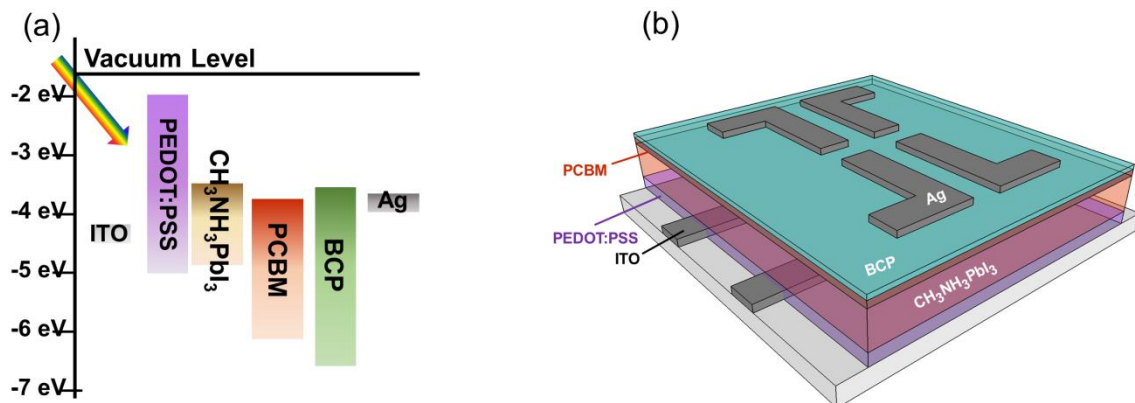 (a)
Vacuum Level
-2 eV
-3 eV
-4 eV
-5 eV
-6 eV
-7 eV
ITO
PEDOT:PSS
CH₃NH₃PbI₃
PCBM
BCP
Ag
(b)
PCBM
PEDOT:PSS
ITO
Ag
BCP
CH₃NH₃PbI₃